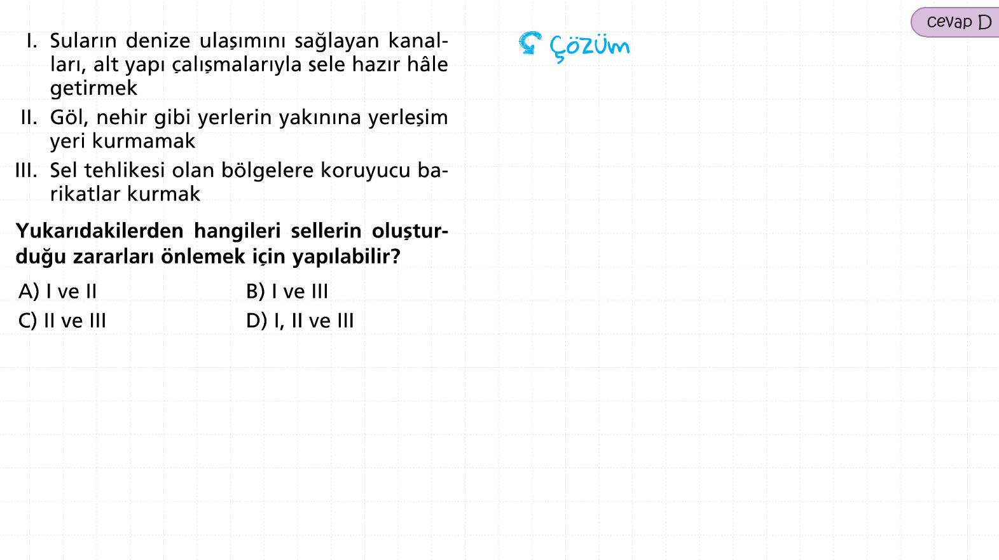 I. Suların denize ulaşımını sağlayan kanal-
ları, alt yapı çalışmalarıyla sele hazır hâle
getirmek
II. Göl, nehir gibi yerlerin yakınına yerleşim
yeri kurmamak
III. Sel tehlikesi olan bölgelere koruyucu ba-
rikatlar kurmak
Yukarıdakilerden hangileri sellerin oluştur-
duğu zararları önlemek için yapılabilir?
A) I ve II
B) I ve III
C) II ve III
D) I, II ve III
Çözüm
cevap D